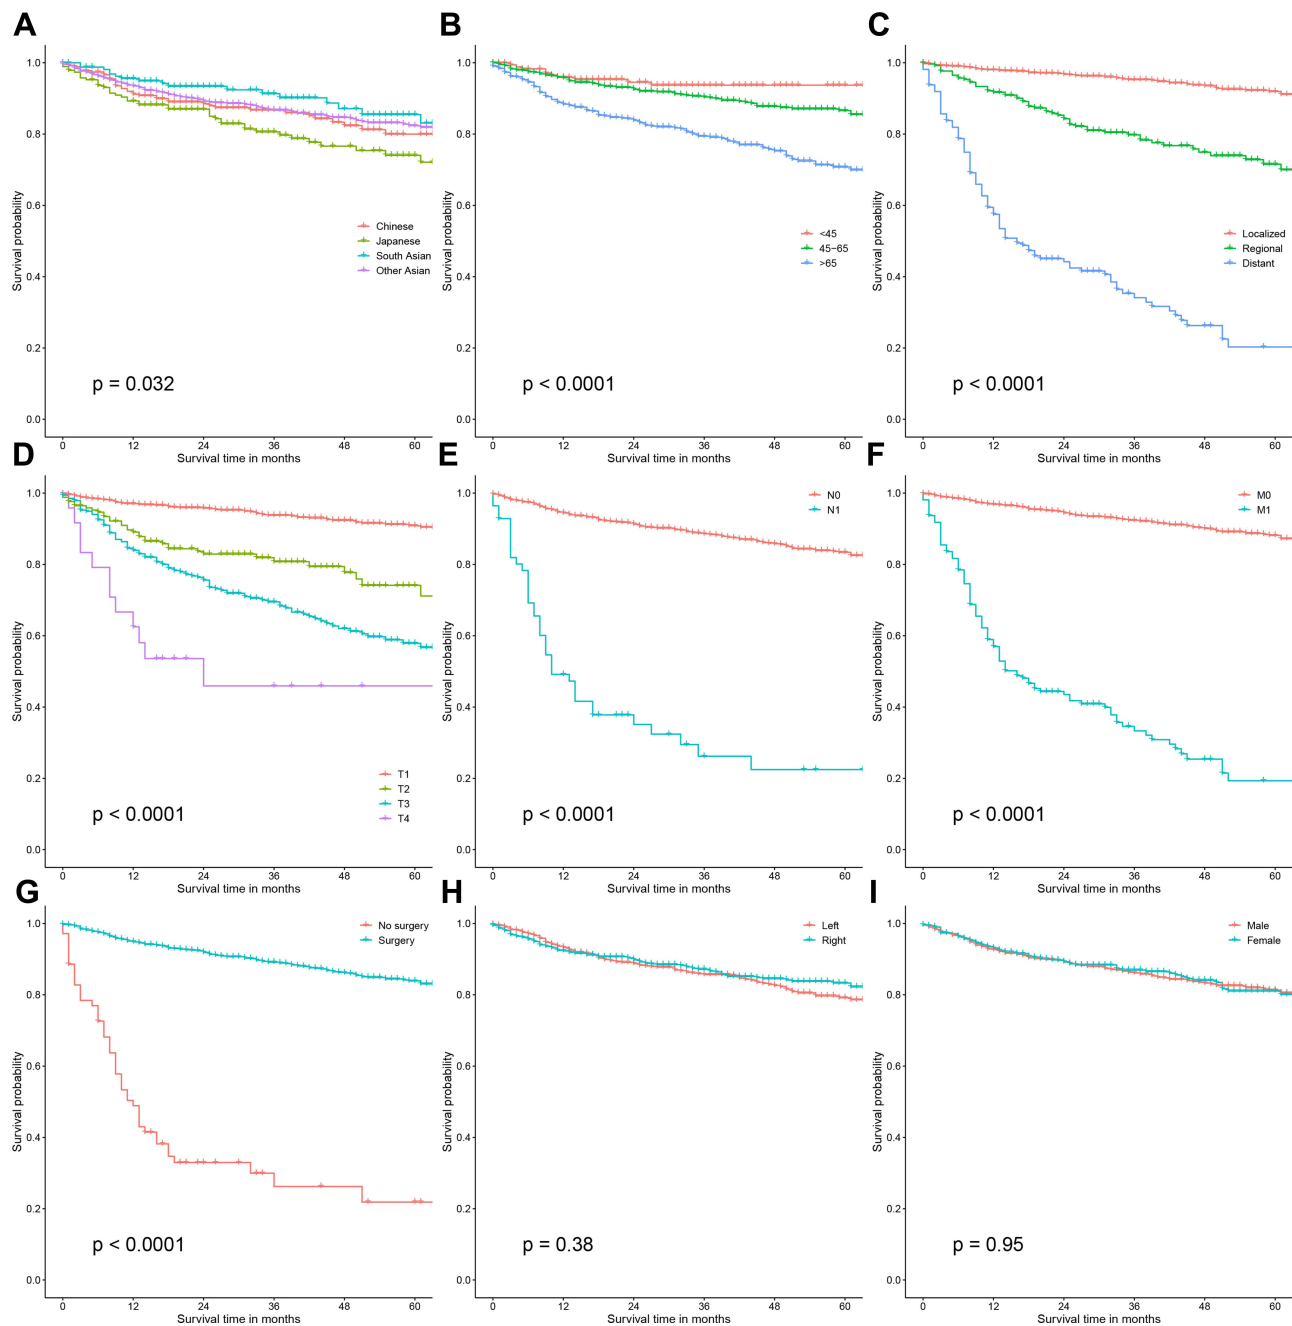 A
Survival probability
1.0
0.8
0.6
0.4
0.2
0.0
Chinese
Japanese
South Asian
Other Asian
p = 0.032
0 12 24 36 48 60
Survival time in months
B
Survival probability
1.0
0.8
0.6
0.4
0.2
0.0
<45
45−65
>65
p < 0.0001
0 12 24 36 48 60
Survival time in months
C
Survival probability
1.0
0.8
0.6
0.4
0.2
0.0
Localized
Regional
Distant
p < 0.0001
0 12 24 36 48 60
Survival time in months
D
Survival probability
1.0
0.8
0.6
0.4
0.2
0.0
T1
T2
T3
T4
p < 0.0001
0 12 24 36 48 60
Survival time in months
E
Survival probability
1.0
0.8
0.6
0.4
0.2
0.0
N0
N1
p < 0.0001
0 12 24 36 48 60
Survival time in months
F
Survival probability
1.0
0.8
0.6
0.4
0.2
0.0
M0
M1
p < 0.0001
0 12 24 36 48 60
Survival time in months
G
Survival probability
1.0
0.8
0.6
0.4
0.2
0.0
No surgery
Surgery
p < 0.0001
0 12 24 36 48 60
Survival time in months
H
Survival probability
1.0
0.8
0.6
0.4
0.2
0.0
Left
Right
p = 0.38
0 12 24 36 48 60
Survival time in months
I
Survival probability
1.0
0.8
0.6
0.4
0.2
0.0
Male
Female
p = 0.95
0 12 24 36 48 60
Survival time in months